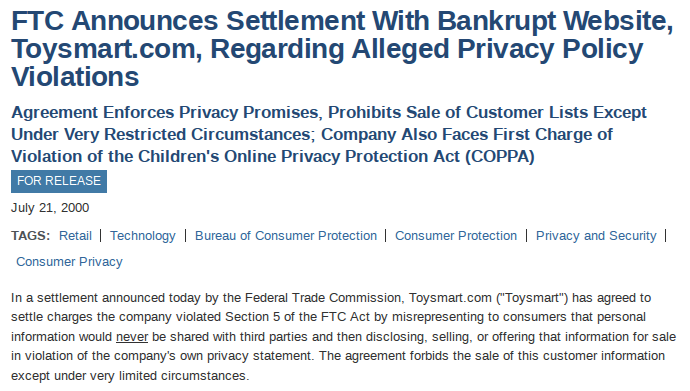 FTC Announces Settlement With Bankrupt Website,
Toysmart.com, Regarding Alleged Privacy Policy
Violations
Agreement Enforces Privacy Promises, Prohibits Sale of Customer Lists Except
Under Very Restricted Circumstances; Company Also Faces First Charge of
Violation of the Children's Online Privacy Protection Act (COPPA)
FOR RELEASE
July 21, 2000
TAGS: Retail | Technology | Bureau of Consumer Protection | Consumer Protection | Privacy and Security |
Consumer Privacy
In a settlement announced today by the Federal Trade Commission, Toysmart.com ("Toysmart") has agreed to
settle charges the company violated Section 5 of the FTC Act by misrepresenting to consumers that personal
information would never be shared with third parties and then disclosing, selling, or offering that information for sale
in violation of the company's own privacy statement. The agreement forbids the sale of this customer information
except under very limited circumstances.